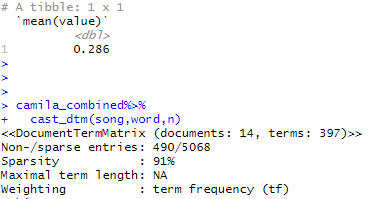 # A tibble: 1 x 1
`mean(value)`
<dbl>
1 0.286
>
>
>
> camila_combined%>%
+ cast_dtm(song,word,n)
<<DocumentTermMatrix (documents: 14, terms: 397)>>
Non-/sparse entries: 490/5068
Sparsity : 91%
Maximal term length: NA
Weighting : term frequency (tf)